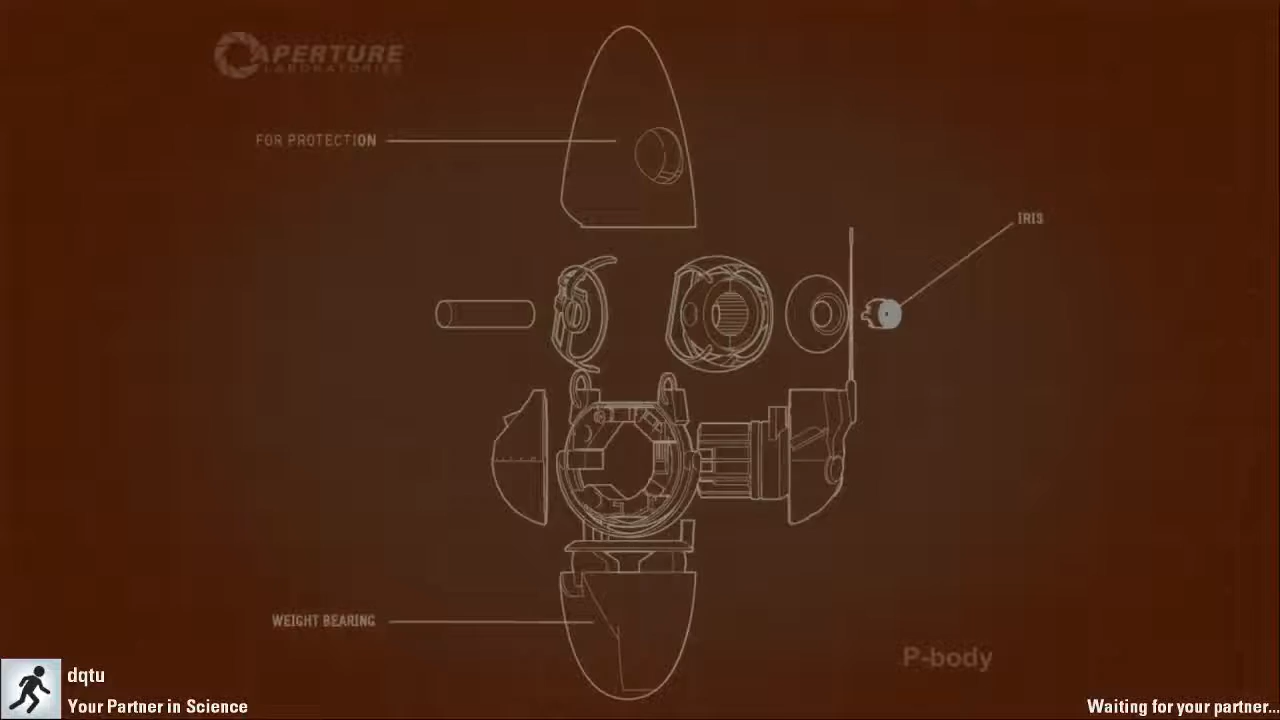 APERTURE
LABORATORIES
FOR PROTECTION
IRIS
WEIGHT BEARING
P-body
dqtu
Your Partner in Science
Waiting for your partner...